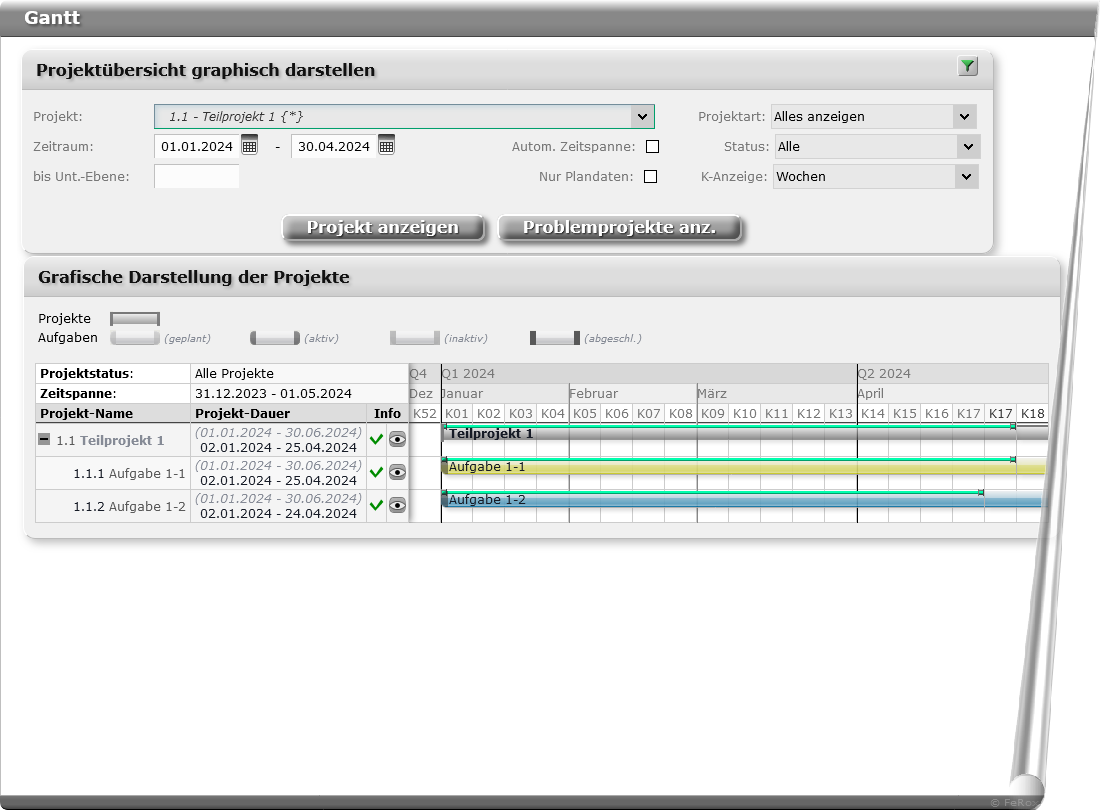 Gantt
Projektübersicht graphisch darstellen
Projekt: 1.1 - Teilprojekt 1 {*} Projektart: Alles anzeigen
Zeitraum: 01.01.2024 - 30.04.2024 Autom. Zeitspanne: Status: Alle
bis Unt.-Ebene: Nur Plandaten: K-Anzeige: Wochen
Projekt anzeigen Problemprojekte anz.
Grafische Darstellung der Projekte
Projekte
Aufgaben (geplant) (aktiv) (inaktiv) (abgeschl.)
Projektstatus: Alle Projekte Q4 Q1 2024 Q2 2024
Zeitspanne: 31.12.2023 - 01.05.2024 Dez Januar Februar März April
Projekt-Name Projekt-Dauer Info K52 K01 K02 K03 K04 K05 K06 K07 K08 K09 K10 K11 K12 K13 K14 K15 K16 K17 K17 K18
1.1 Teilprojekt 1 (01.01.2024 - 30.06.2024) Teilprojekt 1
02.01.2024 - 25.04.2024
1.1.1 Aufgabe 1-1 (01.01.2024 - 30.06.2024) Aufgabe 1-1
02.01.2024 - 25.04.2024
1.1.2 Aufgabe 1-2 (01.01.2024 - 30.06.2024) Aufgabe 1-2
02.01.2024 - 24.04.2024